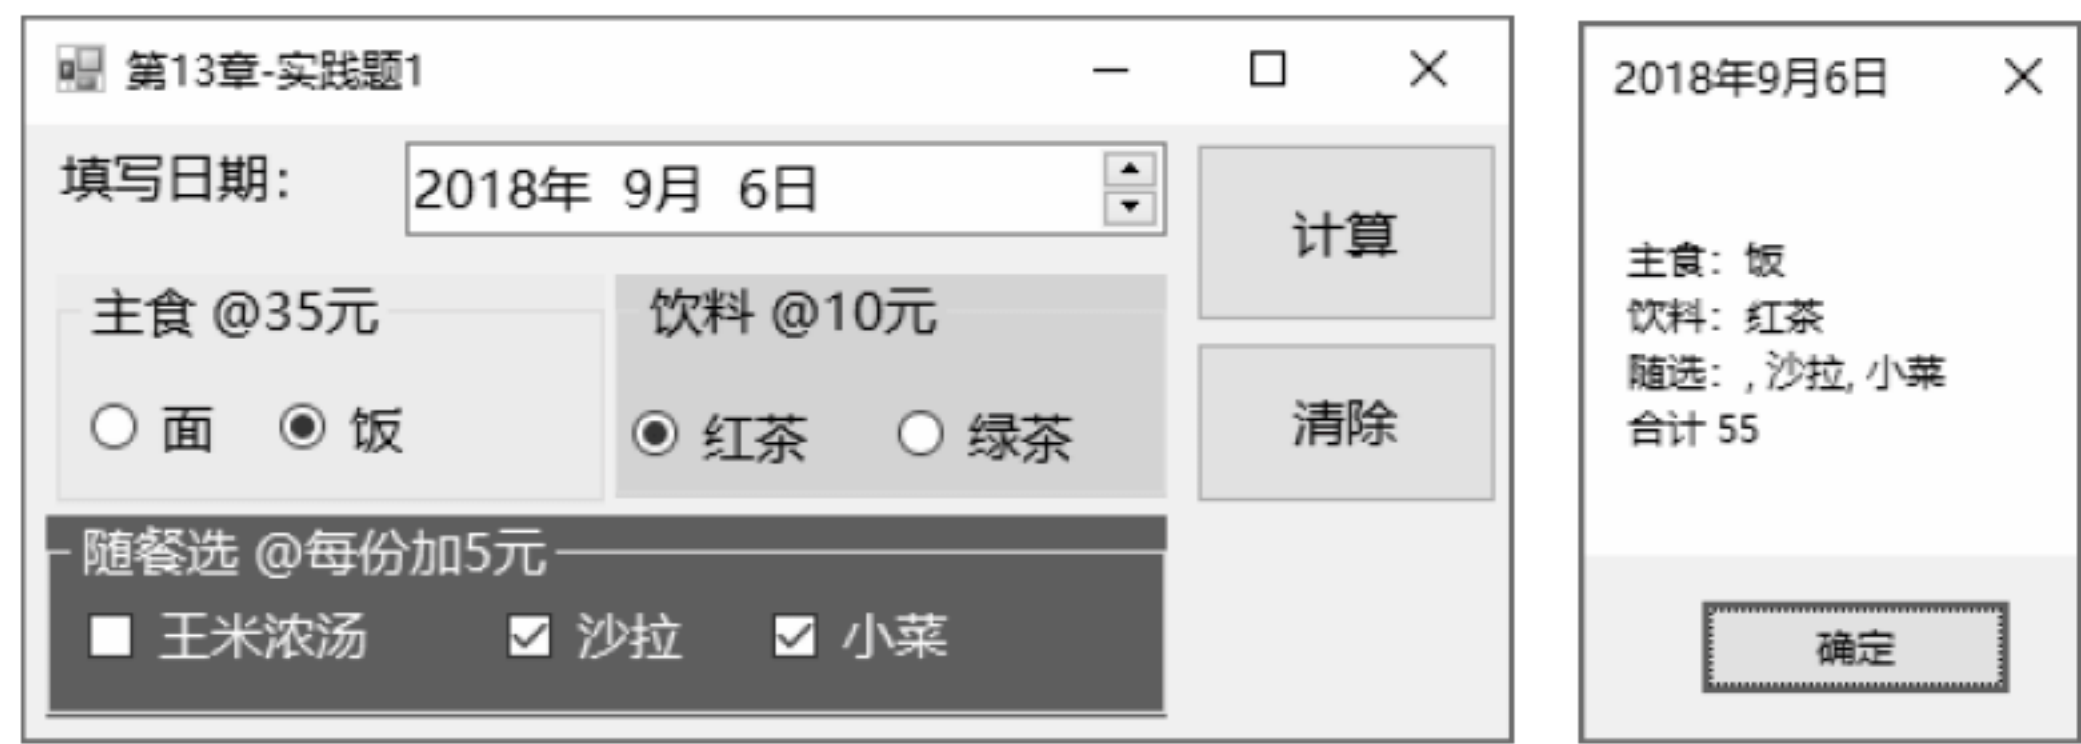 第13章-实践题1
填写日期：
2018年 9月 6日
计算
主食 @35元
饮料 @10元
面
饭
红茶
绿茶
清除
随餐选 @每份加5元
王米浓汤
沙拉
小菜
2018年9月6日
主食：饭
饮料：红茶
随选：, 沙拉, 小菜
合计 55
确定